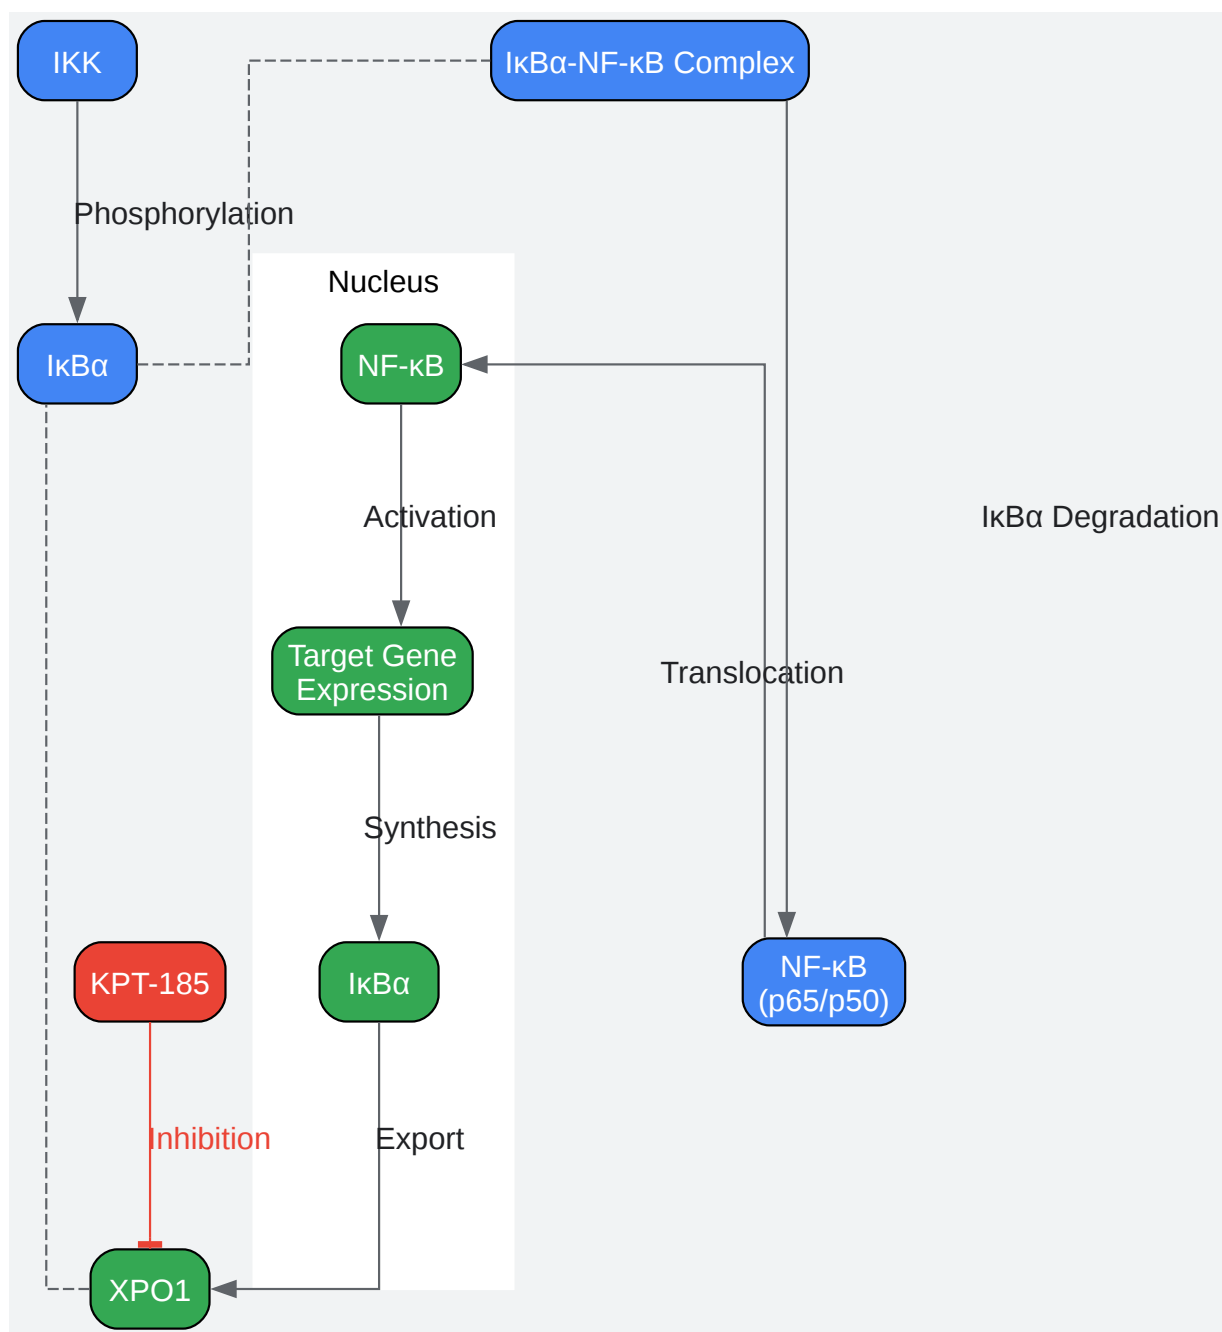 IKK
IκBα-NF-κB Complex
Phosphorylation
Nucleus
IκBα
NF-κB
Activation
IκBα Degradation
Target Gene
Expression
Translocation
Synthesis
KPT-185
IκBα
NF-κB
(p65/p50)
Inhibition
Export
XPO1